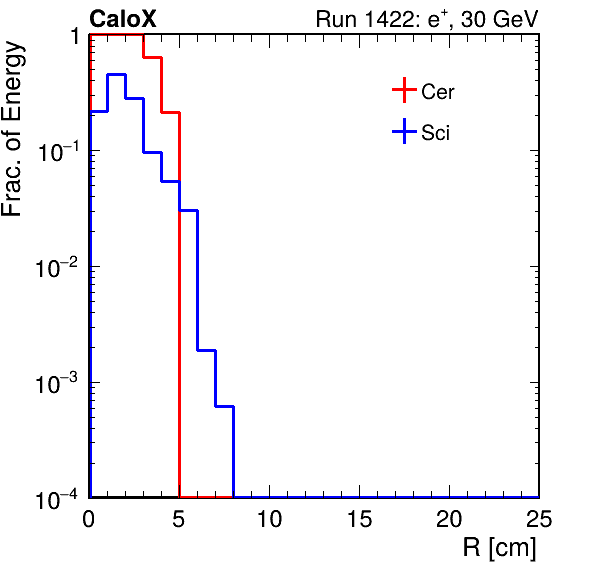 CaloX Run 1422: e⁺, 30 GeV
Frac. of Energy
1
10⁻¹
10⁻²
10⁻³
10⁻⁴
Cer
Sci
0 5 10 15 20 25
R [cm]